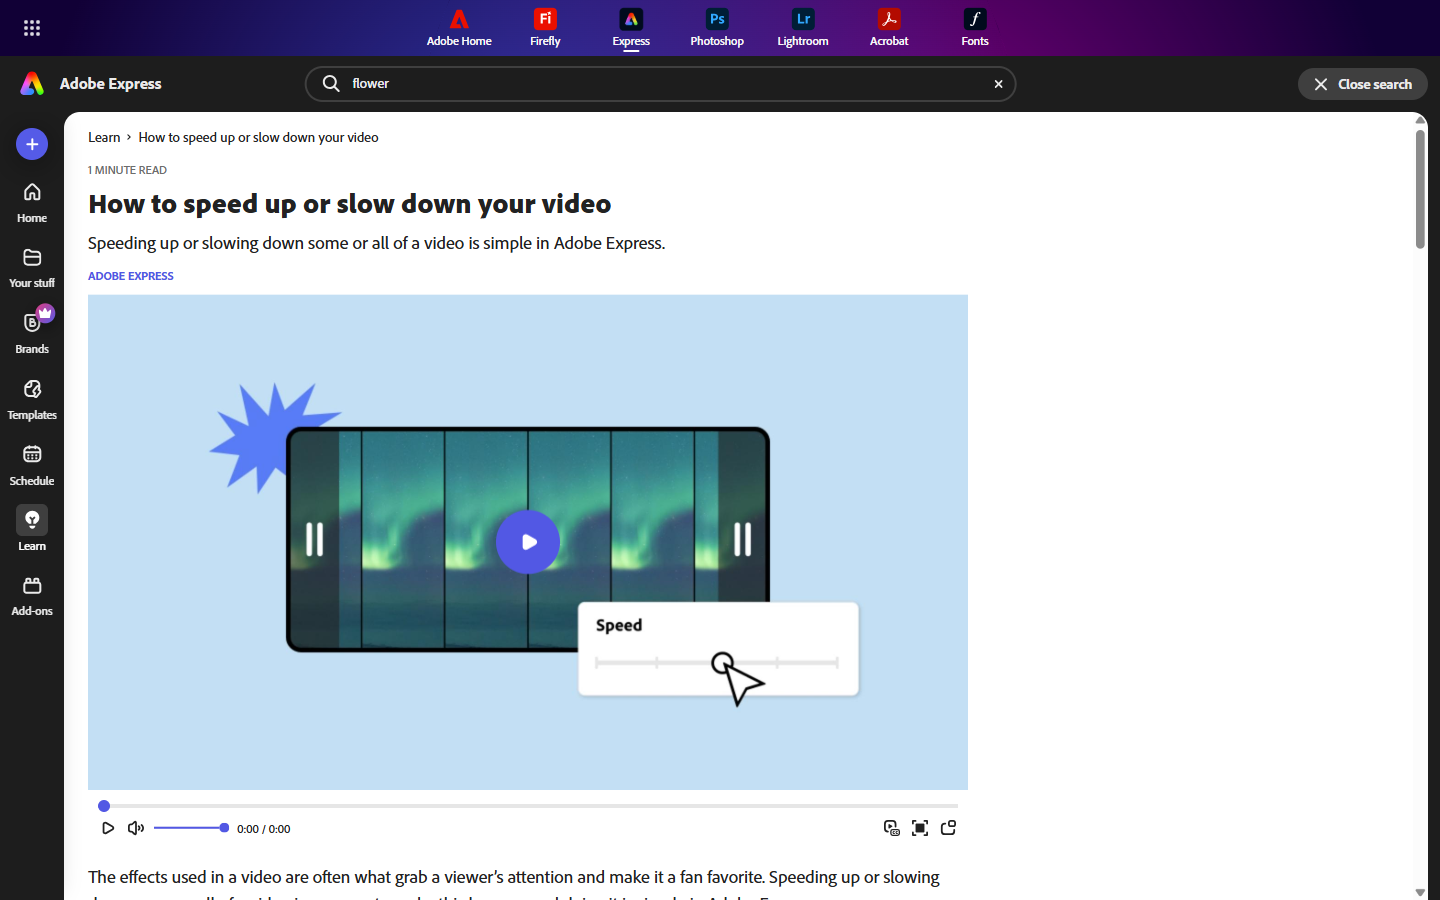 Adobe Home
Fi
Firefly
Express
Ps
Photoshop
Lr
Lightroom
Acrobat
f
Fonts
Adobe Express
flower
Close search
Home
Your stuff
B
Brands
Templates
Schedule
Learn
Add-ons
Learn › How to speed up or slow down your video
1 MINUTE READ
How to speed up or slow down your video
Speeding up or slowing down some or all of a video is simple in Adobe Express.
ADOBE EXPRESS
Speed
0:00 / 0:00
The effects used in a video are often what grab a viewer’s attention and make it a fan favorite. Speeding up or slowing